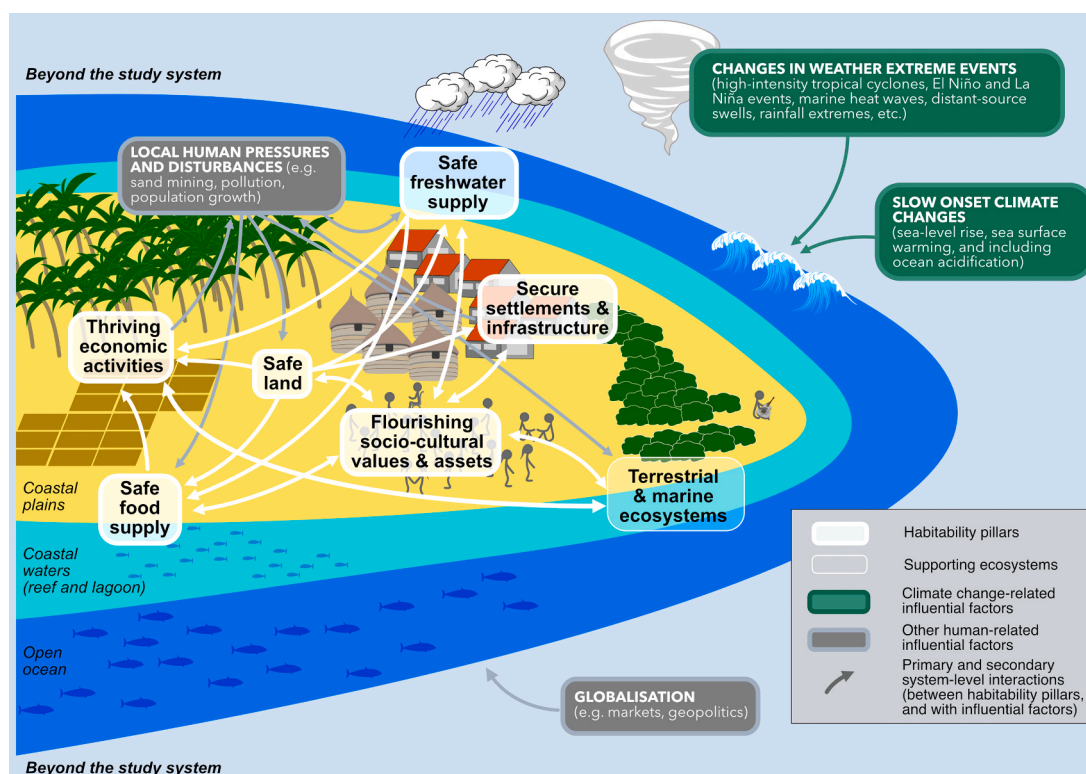 Beyond the study system
CHANGES IN WEATHER EXTREME EVENTS
(high-intensity tropical cyclones, El Niño and La
Niña events, marine heat waves, distant-source
swells, rainfall extremes, etc.)
LOCAL HUMAN PRESSURES
AND DISTURBANCES (e.g.
sand mining, pollution,
population growth)
Safe
freshwater
supply
SLOW ONSET CLIMATE
CHANGES
(sea-level rise, sea surface
warming, and including
ocean acidification)
Secure
settlements &
infrastructure
Thriving
economic
activities
Safe
land
Flourishing
socio-cultural
values & assets
Terrestrial
& marine
ecosystems
Safe
food
supply
Coastal
plains
Coastal
waters
(reef and lagoon)
Open
ocean
GLOBALISATION
(e.g. markets, geopolitics)
Habitability pillars
Supporting ecosystems
Climate change-related
influential factors
Other human-related
influential factors
Primary and secondary
system-level interactions
(between habitability pillars,
and with influential factors)
Beyond the study system